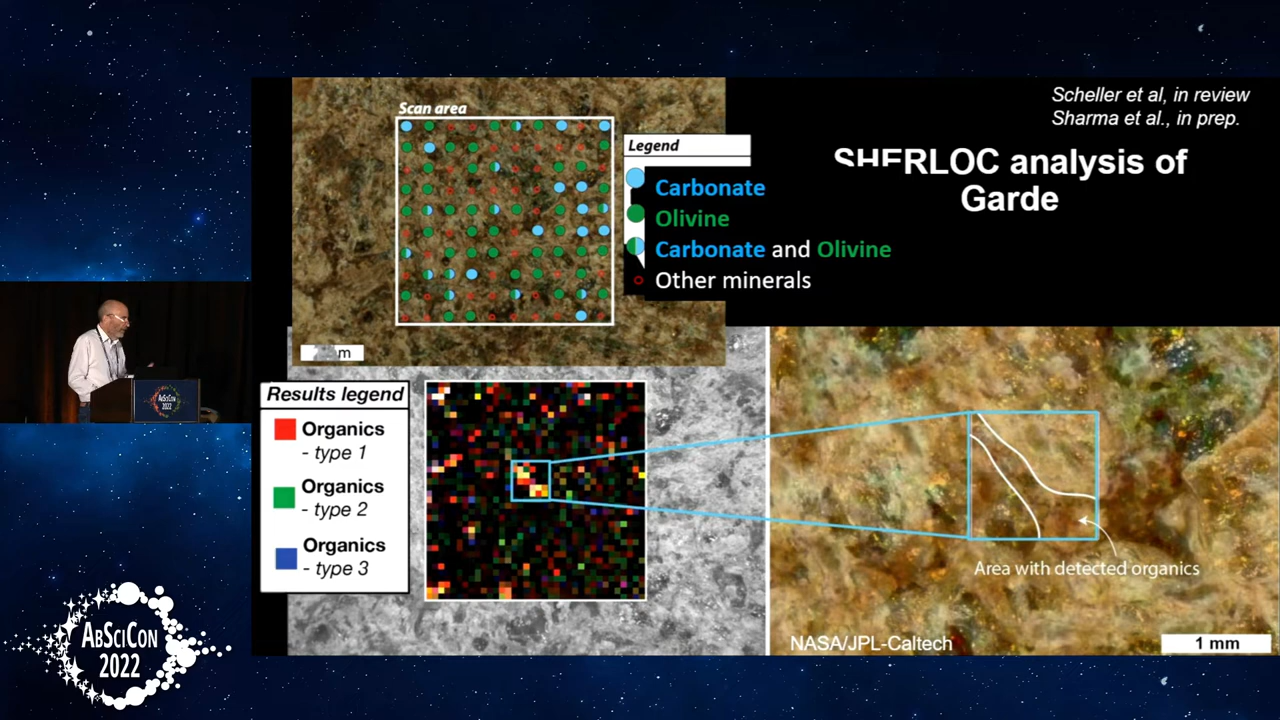 Scan area
Legend
Carbonate
Olivine
Carbonate and Olivine
Other minerals
m
Scheller et al, in review
Sharma et al., in prep.
SHERLOC analysis of
Garde
Results legend
Organics
- type 1
Organics
- type 2
Organics
- type 3
Area with detected organics
NASA/JPL-Caltech
1 mm
ABSCICON
2022
ABSCICON
2022